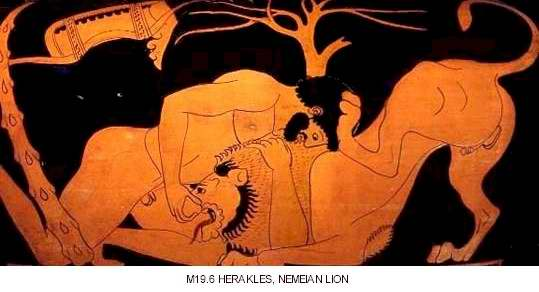 M19.6 HERAKLES, NEMEIAN LION